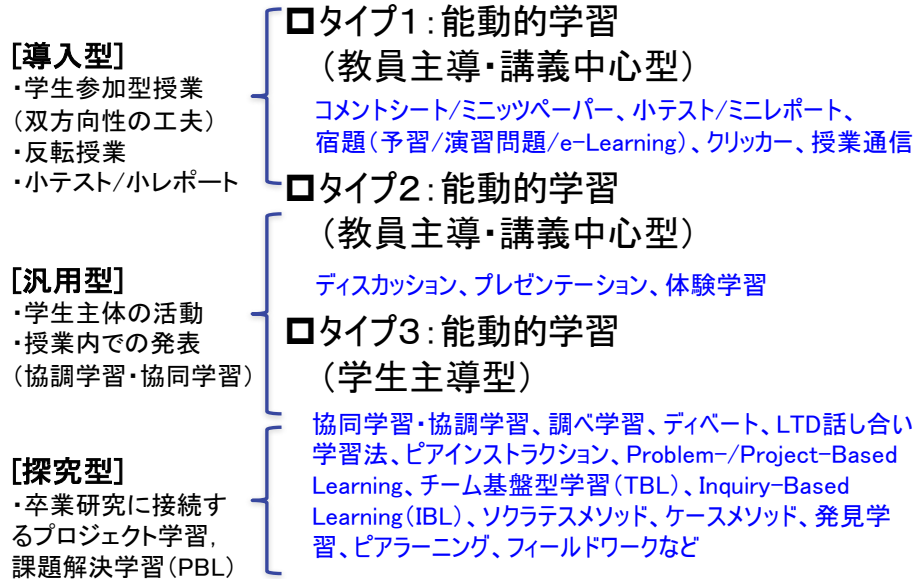 [導入型]
・学生参加型授業
(双方向性の工夫)
・反転授業
・小テスト/小レポート
[汎用型]
・学生主体の活動
・授業内での発表
(協調学習・協同学習)
[探究型]
・卒業研究に接続す
るプロジェクト学習,
課題解決学習(PBL)
□タイプ1:能動的学習
(教員主導・講義中心型)
コメントシート/ミニッツペーパー、小テスト/ミニレポート、
宿題(予習/演習問題/e-Learning)、クリッカー、授業通信
□タイプ2:能動的学習
(教員主導・講義中心型)
ディスカッション、プレゼンテーション、体験学習
□タイプ3:能動的学習
(学生主導型)
協同学習・協調学習、調べ学習、ディベート、LTD話し合い
学習法、ピアインストラクション、Problem-/Project-Based
Learning、チーム基盤型学習(TBL)、Inquiry-Based
Learning(IBL)、ソクラテスメソッド、ケースメソッド、発見学
習、ピアラーニング、フィールドワークなど